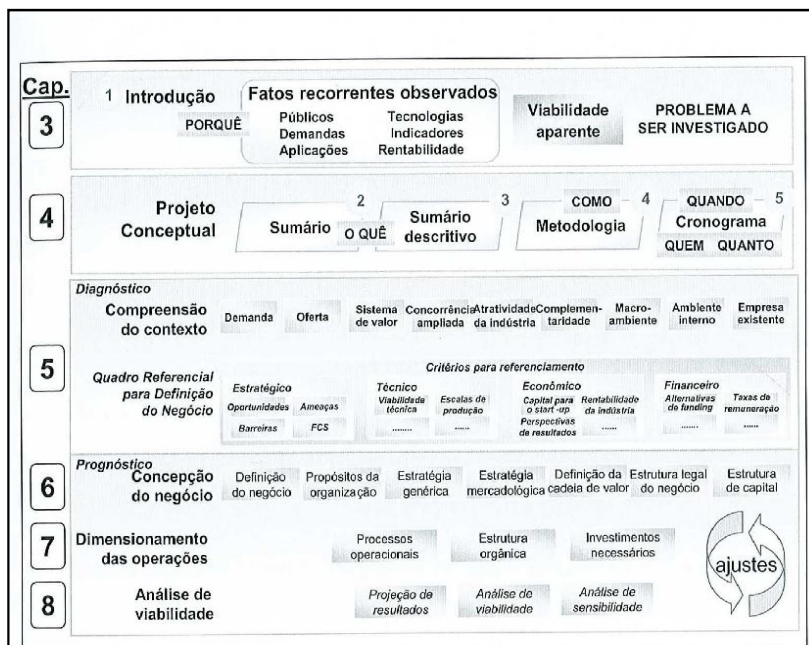 Cap.
3
1 Introdução
PORQUÊ
Fatos recorrentes observados
Públicos Tecnologias
Demandas Indicadores
Aplicações Rentabilidade
Viabilidade
aparente
PROBLEMA A
SER INVESTIGADO
4
Projeto
Conceptual
2
Sumário
O QUÊ
3
Sumário
descritivo
COMO 4
Metodologia
QUANDO 5
Cronograma
QUEM QUANTO
5
Diagnóstico
Compreensão
do contexto
Demanda
Oferta
Sistema
de valor
Concorrência
ampliada
Atratividade
da indústria
Complemen-
taridade
Macro-
ambiente
Ambiente
interno
Empresa
existente
Quadro Referencial
para Definição
do Negócio
Critérios para referenciamento
Estratégico
Oportunidades Ameaças
Barreiras FCS
Técnico
Viabilidade
técnica
Escalas de
produção
........
......
Econômico
Capital para
o start-up
Rentabilidade
da indústria
Perspectivas
de resultados
......
Financeiro
Alternativas
de funding
Taxas de
remuneração
.......
......
Prognóstico
6
Concepção
do negócio
Definição
do negócio
Propósitos da
organização
Estratégia
genérica
Estratégia
mercadológica
Definição da
cadeia de valor
Estrutura legal
do negócio
Estrutura
de capital
7
Dimensionamento
das operações
Processos
operacionais
Estrutura
orgânica
Investimentos
necessários
ajustes
8
Análise de
viabilidade
Projeção de
resultados
Análise de
viabilidade
Análise de
sensibilidade